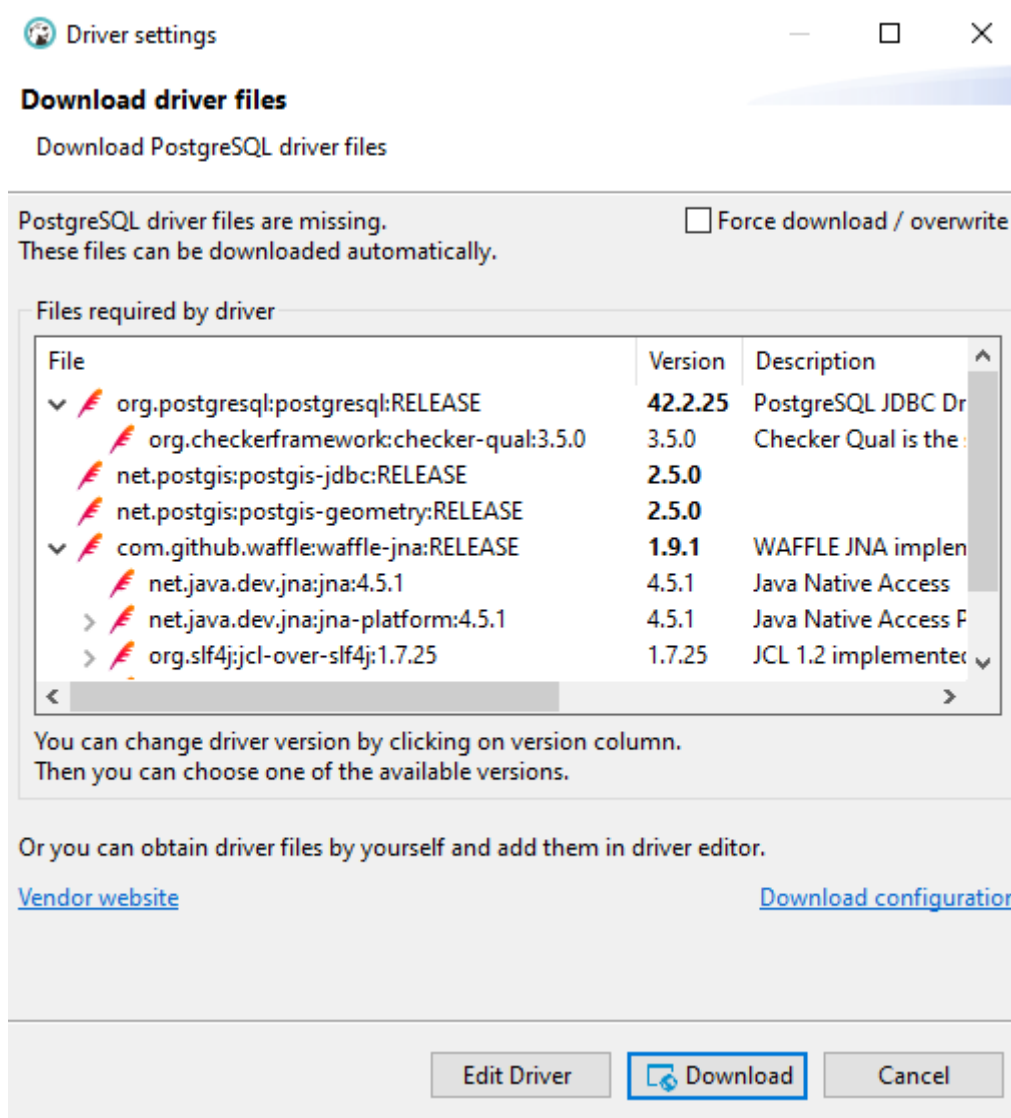 Driver settings
Download driver files
Download PostgreSQL driver files
PostgreSQL driver files are missing.
Force download / overwrite
These files can be downloaded automatically.
Files required by driver
File Version Description
org.postgresql:postgresql:RELEASE 42.2.25 PostgreSQL JDBC Dr
org.checkerframework:checker-qual:3.5.0 3.5.0 Checker Qual is the
net.postgis:postgis-jdbc:RELEASE 2.5.0
net.postgis:postgis-geometry:RELEASE 2.5.0
com.github.waffle:waffle-jna:RELEASE 1.9.1 WAFFLE JNA implen
net.java.dev.jna:jna:4.5.1 4.5.1 Java Native Access
net.java.dev.jna:jna-platform:4.5.1 4.5.1 Java Native Access P
org.slf4j:jcl-over-slf4j:1.7.25 1.7.25 JCL 1.2 implemented
You can change driver version by clicking on version column.
Then you can choose one of the available versions.
Or you can obtain driver files by yourself and add them in driver editor.
Vendor website Download configuration
Edit Driver Download Cancel